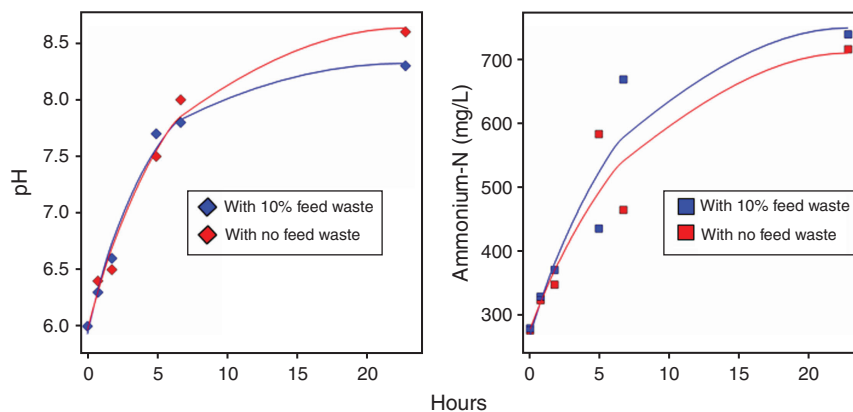 8.5
8.0
7.5
7.0
6.5
6.0
pH
0 5 10 15 20
With 10% feed waste
With no feed waste
700
600
500
400
300
Ammonium-N (mg/L)
0 5 10 15 20
With 10% feed waste
With no feed waste
Hours